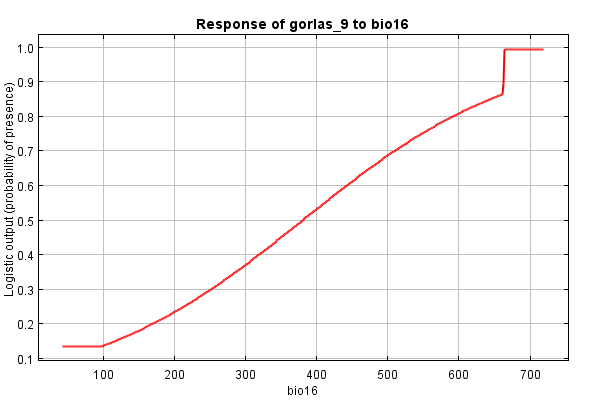 Response of gorlas_9 to bio16
Logistic output (probability of presence)
1.0
0.9
0.8
0.7
0.6
0.5
0.4
0.3
0.2
0.1
100 200 300 400 500 600 700
bio16